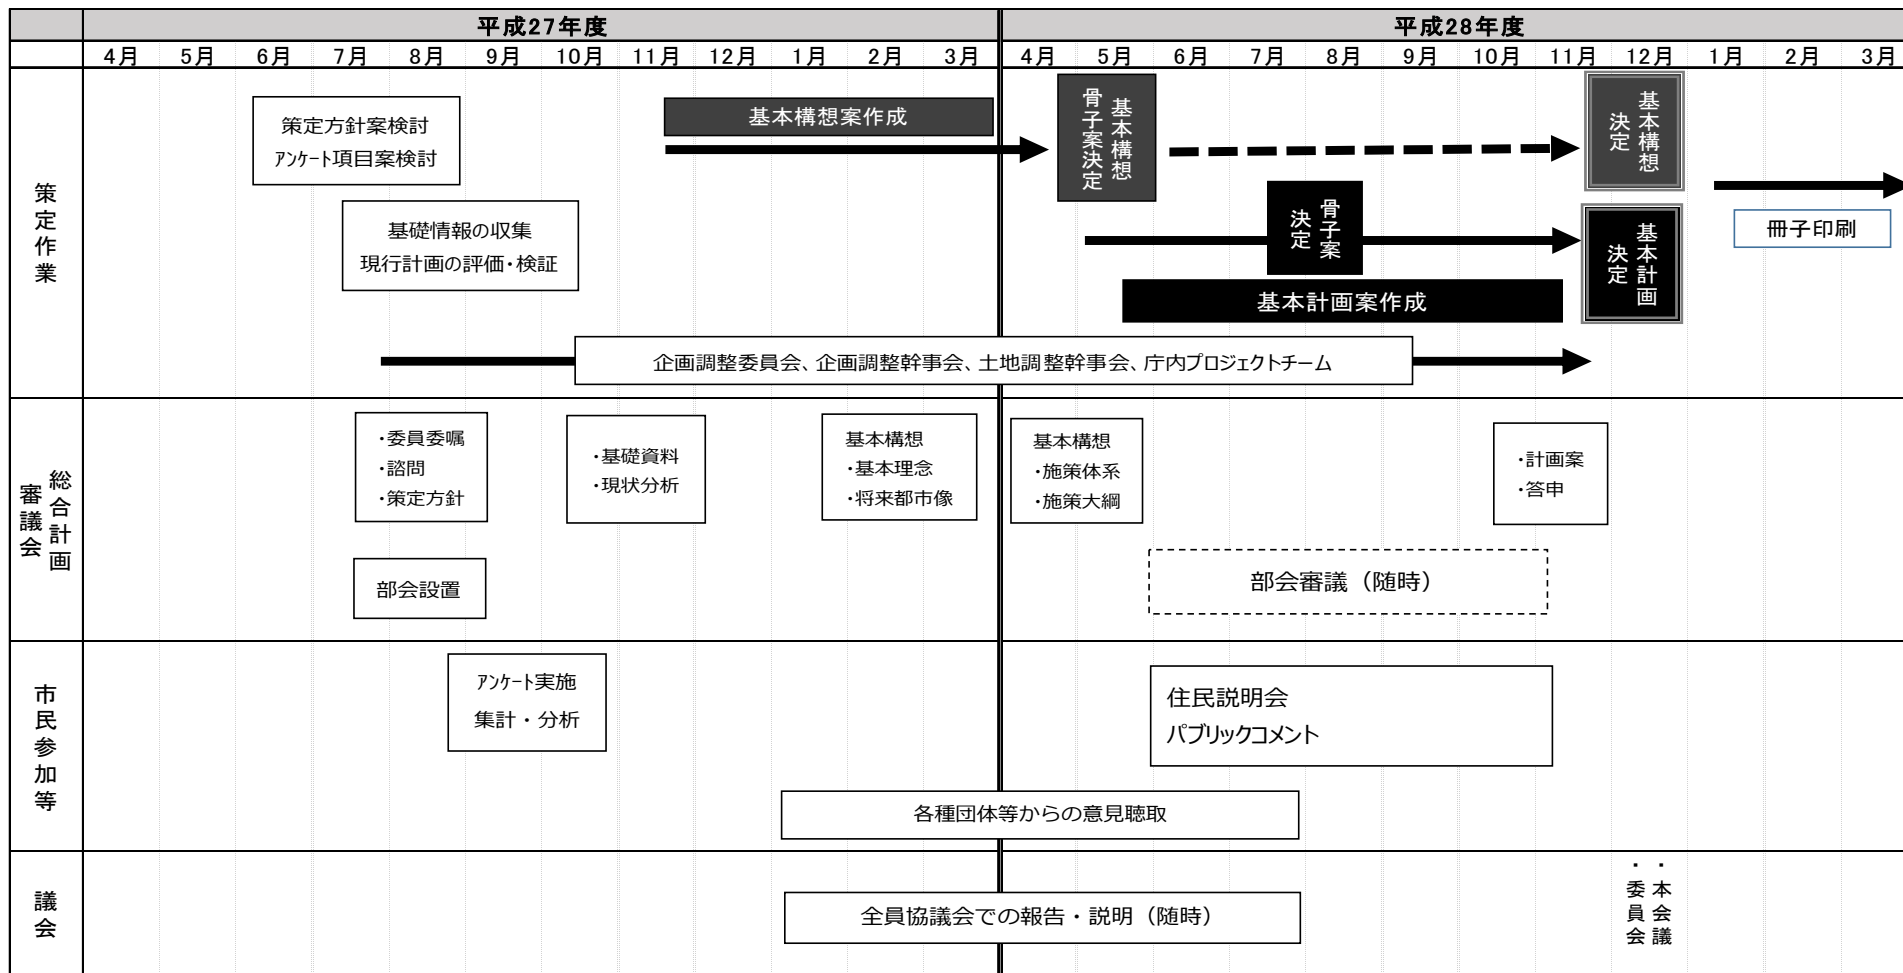 平成27年度
平成28年度
4月 5月 6月 7月 8月 9月 10月 11月 12月 1月 2月 3月 4月 5月 6月 7月 8月 9月 10月 11月 12月 1月 2月 3月
策定作業
策定方針案検討
アンケート項目案検討
基礎情報の収集
現行計画の評価・検証
基本構想案作成
基本構想
骨子案決定
基本構想
決定
骨子案
決定
基本計画
決定
冊子印刷
基本計画案作成
企画調整委員会、企画調整幹事会、土地調整幹事会、庁内プロジェクトチーム
総合計画
審議会
・委員委嘱
・諮問
・策定方針
・基礎資料
・現状分析
基本構想
・基本理念
・将来都市像
基本構想
・施策体系
・施策大綱
・計画案
・答申
部会設置
部会審議（随時）
市民参加等
アンケート実施
集計・分析
住民説明会
パブリックコメント
各種団体等からの意見聴取
議会
全員協議会での報告・説明（随時）
・本会議
・委員会